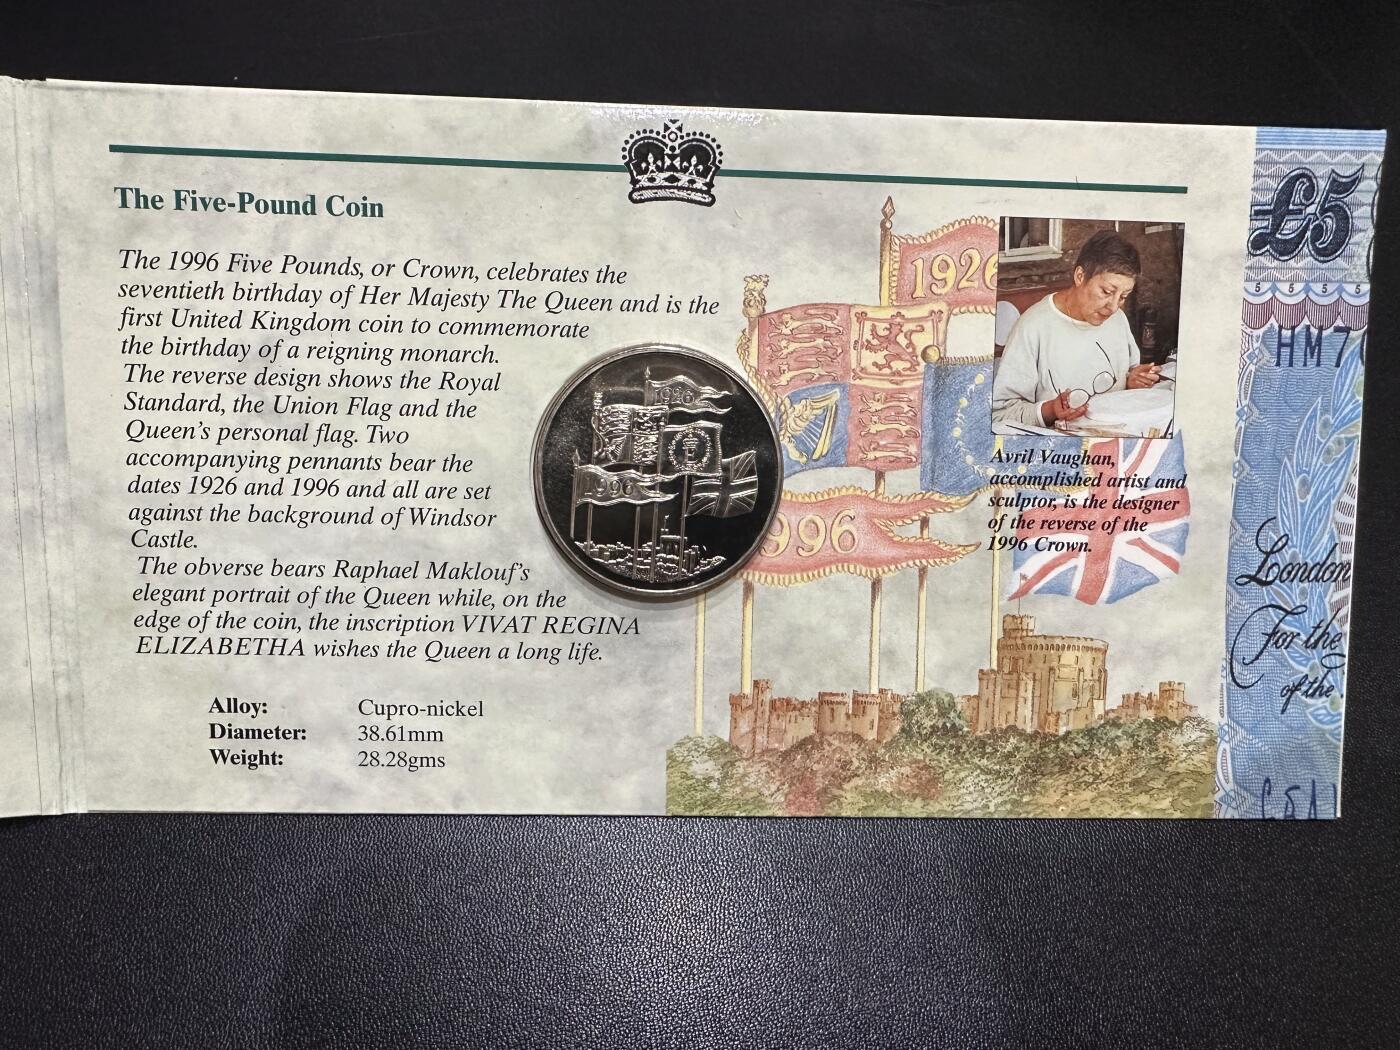 The Five-Pound Coin
The 1996 Five Pounds, or Crown, celebrates the
seventieth birthday of Her Majesty The Queen and is the
first United Kingdom coin to commemorate
the birthday of a reigning monarch.
The reverse design shows the Royal
Standard, the Union Flag and the
Queen's personal flag. Two
accompanying pennants bear the
dates 1926 and 1996 and all are set
against the background of Windsor
Castle.
The obverse bears Raphael Maklouf's
elegant portrait of the Queen while, on the
edge of the coin, the inscription VIVAT REGINA
ELIZABETHA wishes the Queen a long life.
Alloy: Cupro-nickel
Diameter: 38.61mm
Weight: 28.28gms
1926
1996
1926
1996
Avril Vaughan,
accomplished artist and
sculptor, is the designer
of the reverse of the
1996 Crown.
£5
5 5 5 5 5
HM7
London
For the
of the